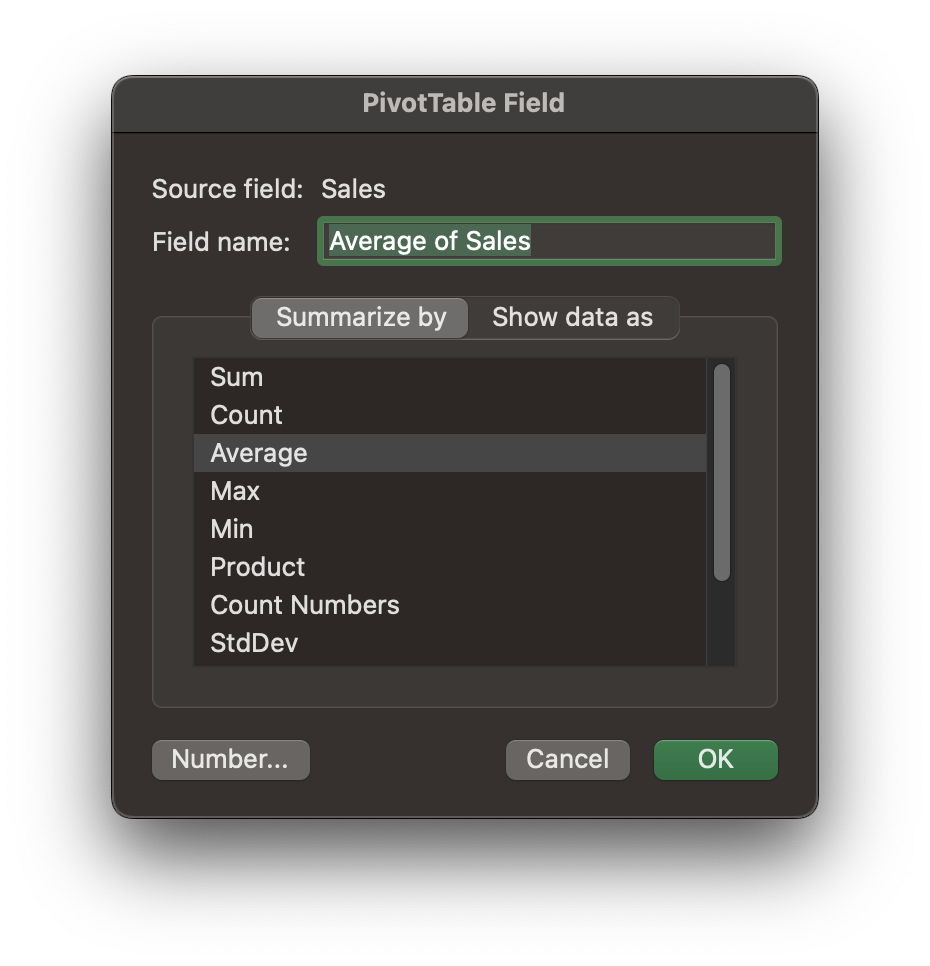 PivotTable Field
Source field: Sales
Field name: Average of Sales
Summarize by Show data as
Sum
Count
Average
Max
Min
Product
Count Numbers
StdDev
Number... Cancel OK